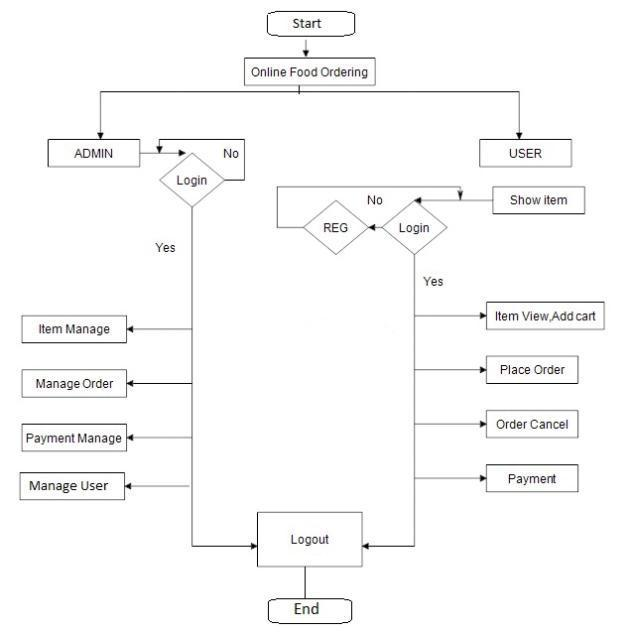 Start
Online Food Ordering
ADMIN
No
USER
Login
No
Show item
REG
Login
Yes
Yes
Item Manage
Item View,Add cart
Manage Order
Place Order
Payment Manage
Order Cancel
Manage User
Payment
Logout
End